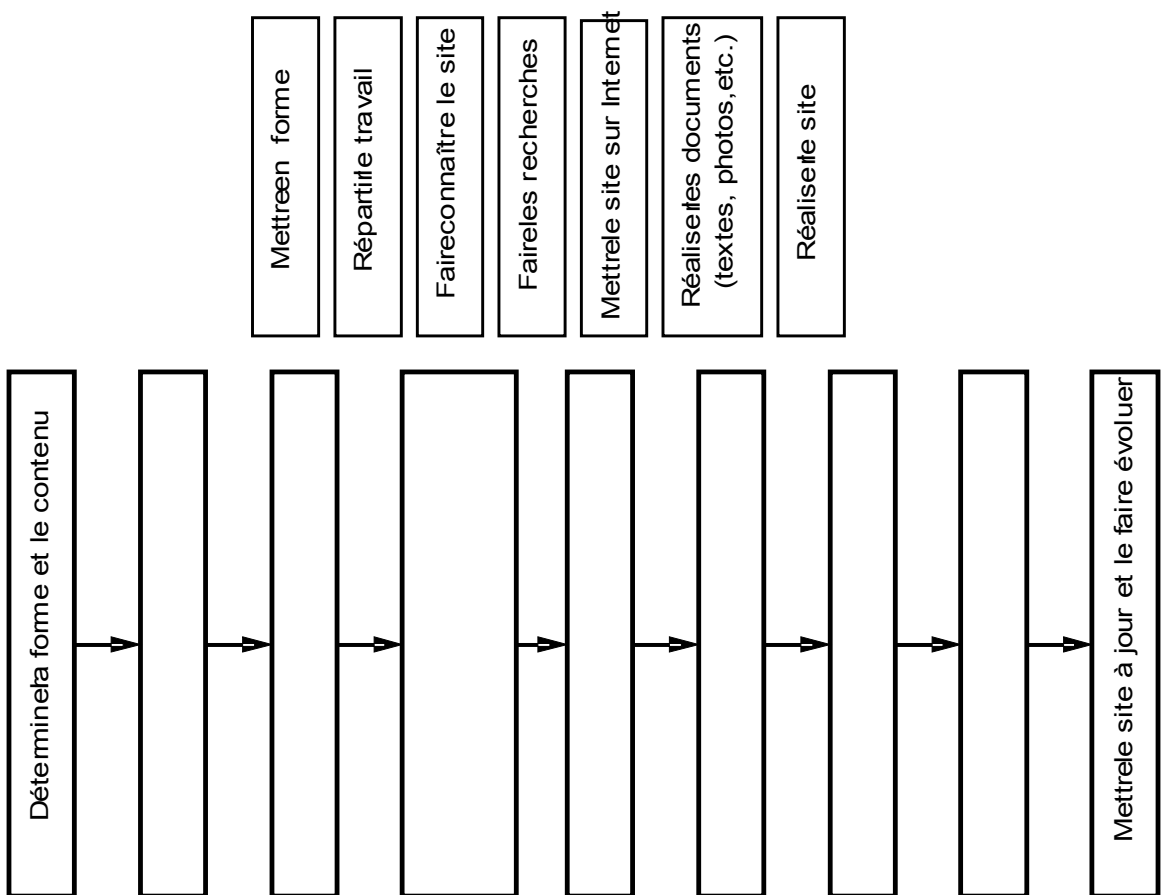 Mettreen forme
Répartirle travail
Faireconnaître le site
Faireles recherches
Mettrele site sur Internet
Réaliserles documents
(textes, photos,etc.)
Réaliserle site
Déterminerla forme et le contenu
Mettrele site à jour et le faire évoluer